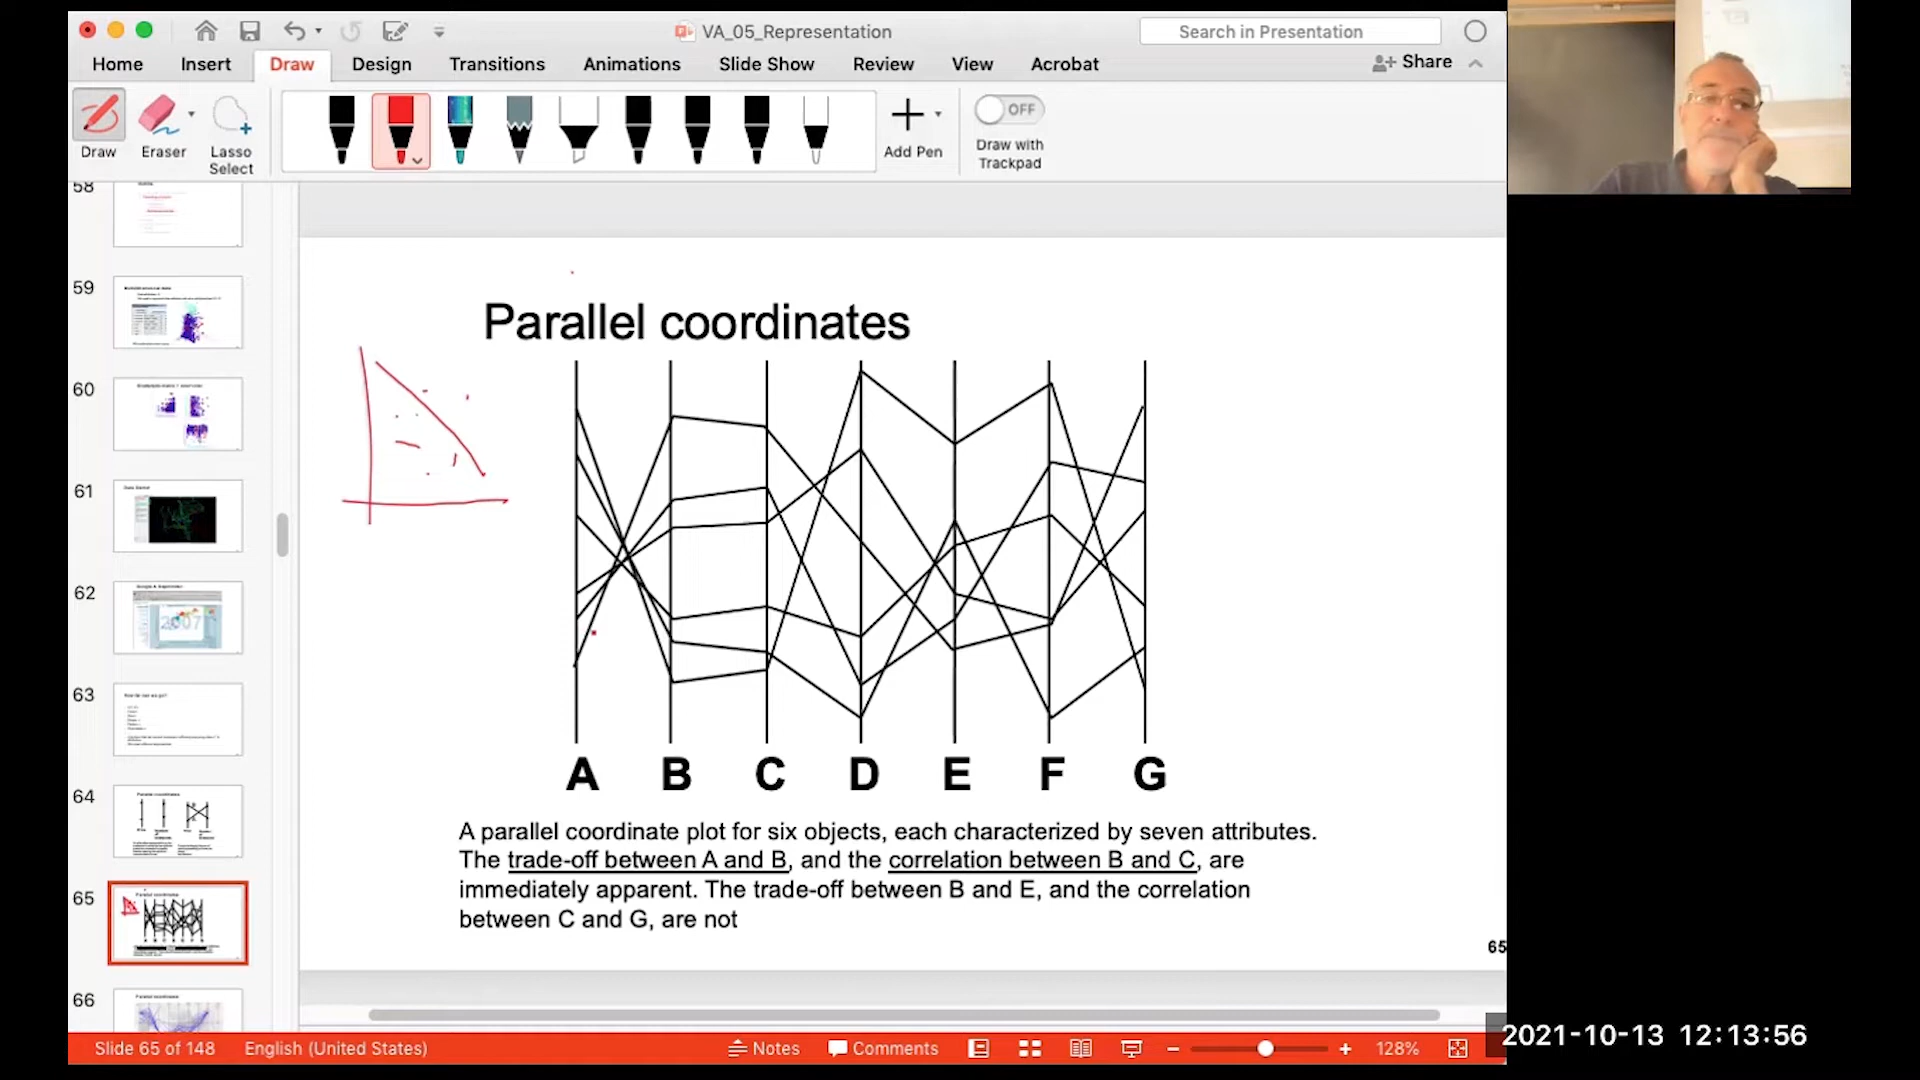 VA_05_Representation
Search in Presentation
Home Insert Draw Design Transitions Animations Slide Show Review View Acrobat Share
Draw Eraser Lasso Select Add Pen OFF Draw with Trackpad
58
59
60
61
62
2007
63
64
65
66
Parallel coordinates
A B C D E F G
A parallel coordinate plot for six objects, each characterized by seven attributes.
The trade-off between A and B, and the correlation between B and C, are
immediately apparent. The trade-off between B and E, and the correlation
between C and G, are not
65
Slide 65 of 148 English (United States) Notes Comments 128%
2021-10-13 12:13:56